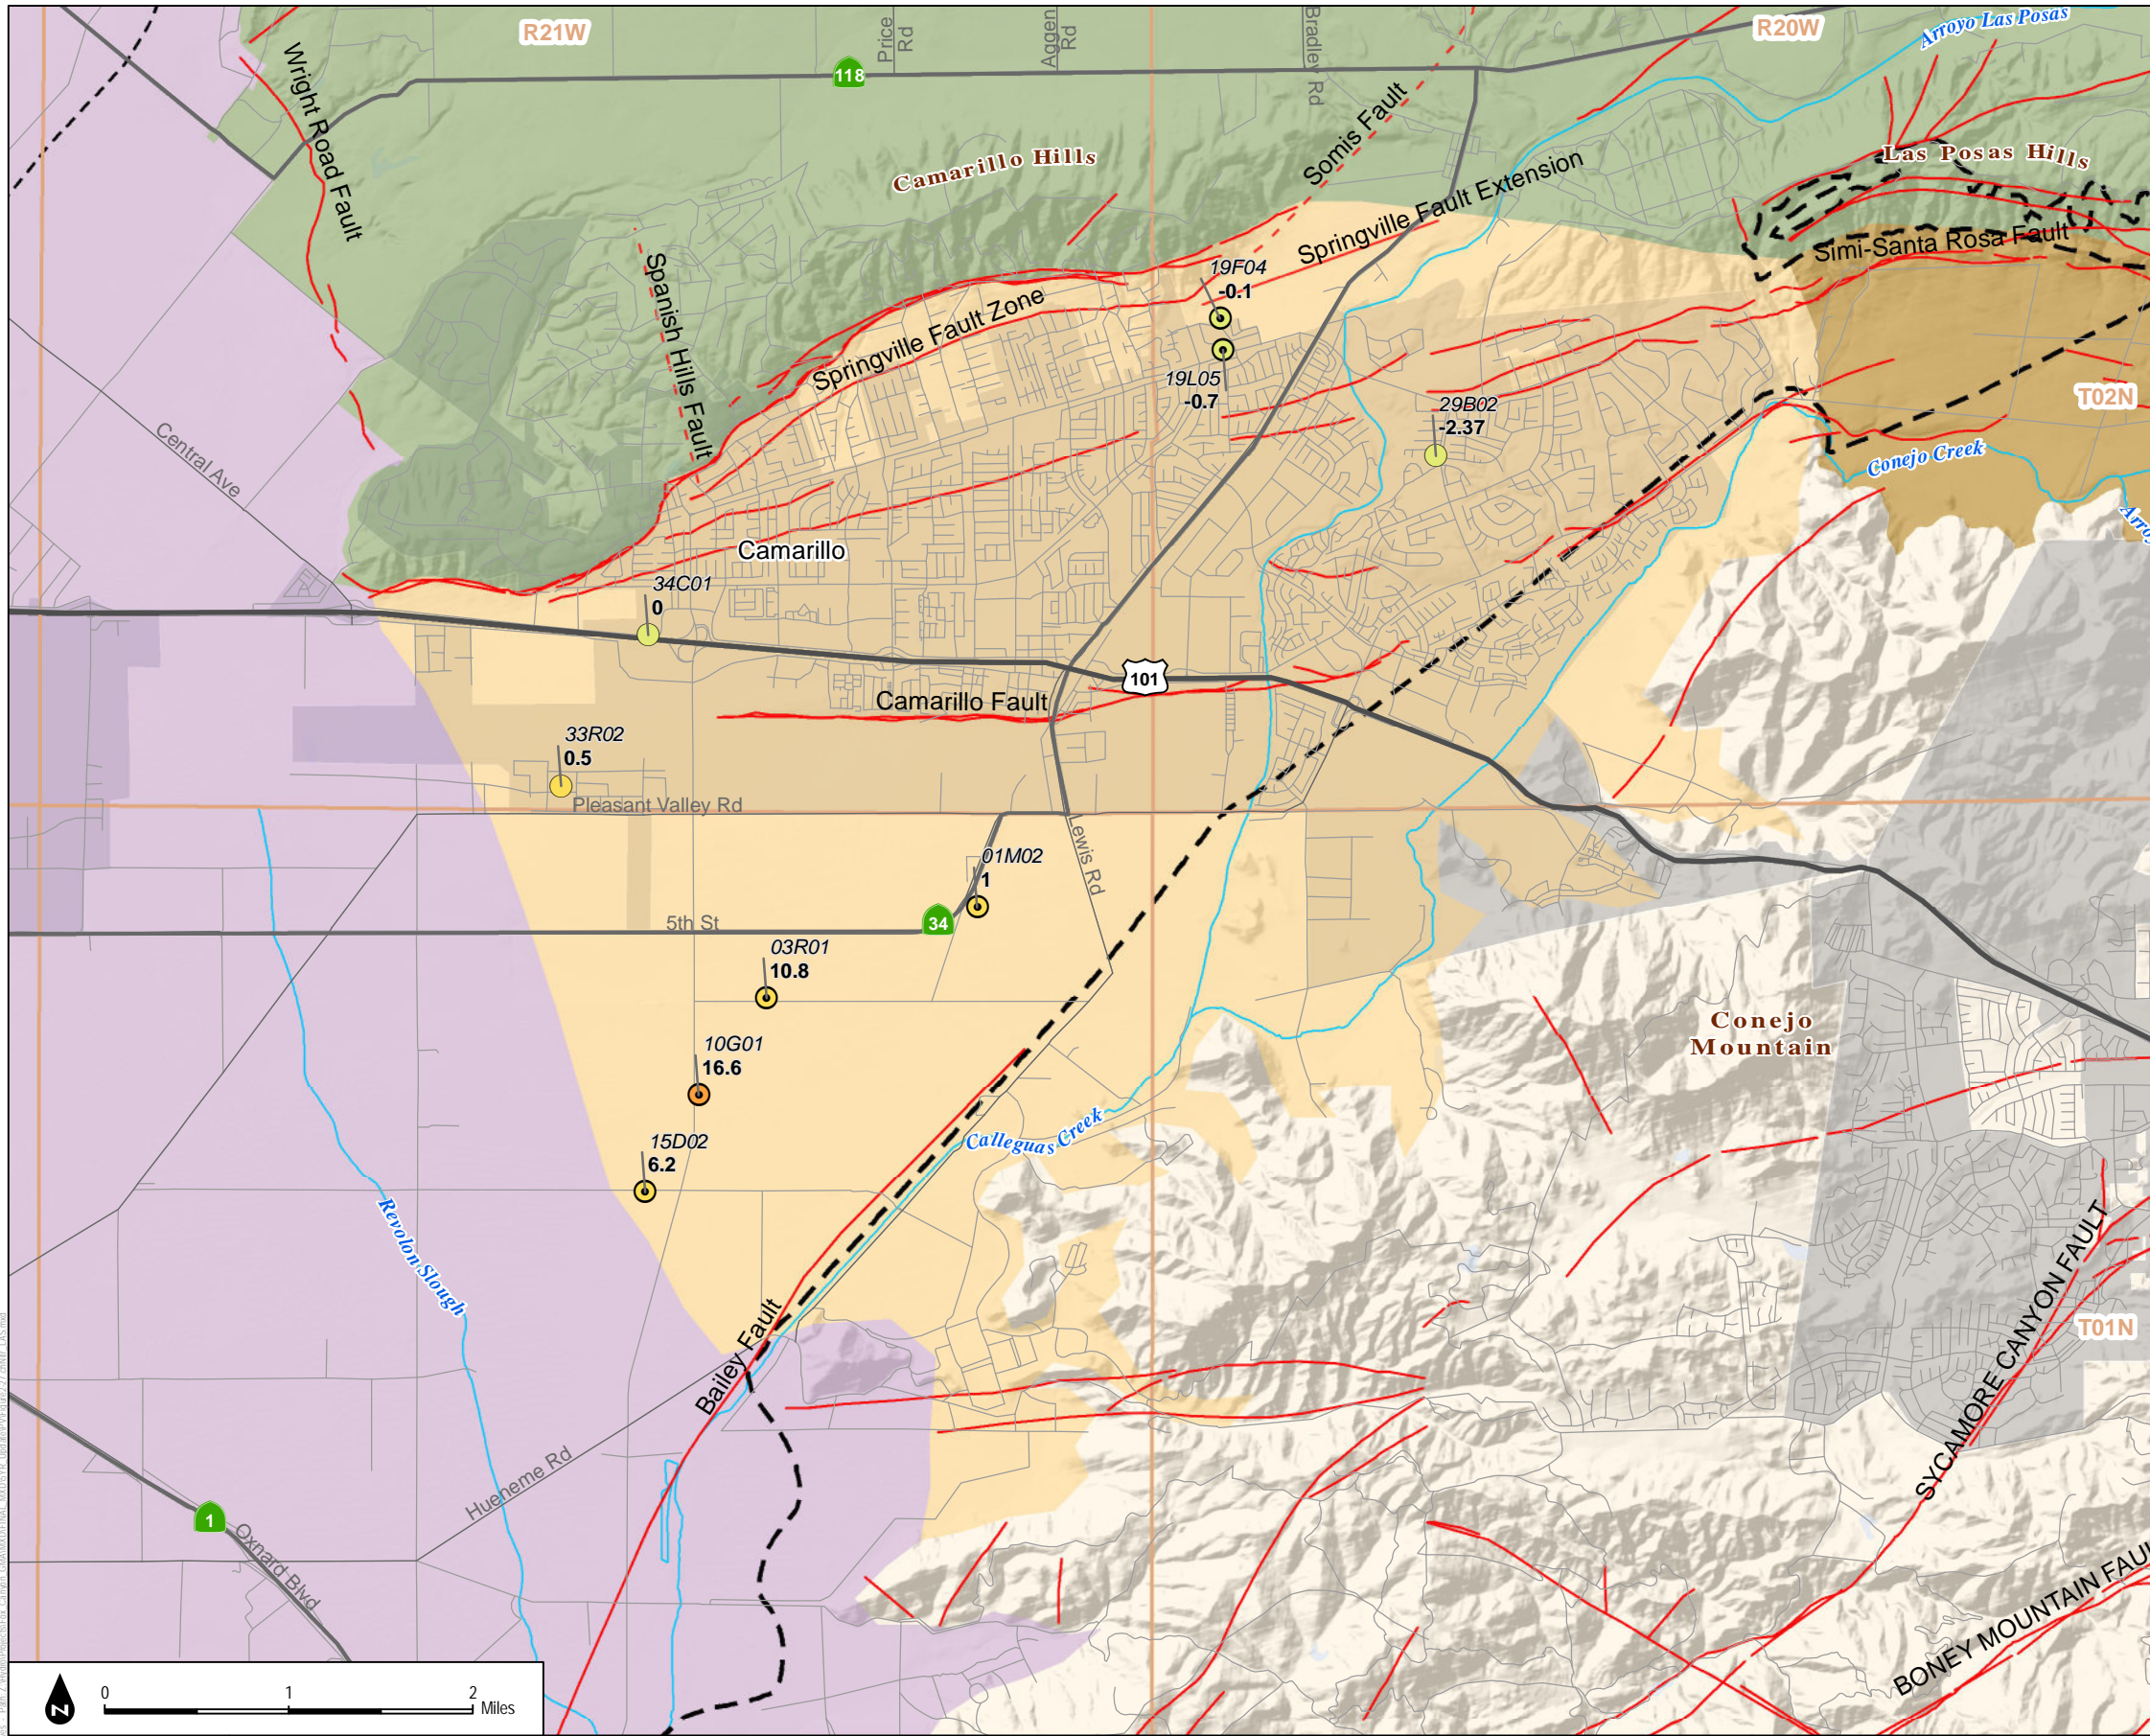 R21W
Price
Rd
Aggen
Rd
Bradley Rd
R20W
Arroyo Las Posas
118
Wright Road Fault
Camarillo Hills
Somis Fault
Las Posas Hills
Springville Fault Extension
Simi-Santa Rosa Fault
Spanish Hills Fault
19F04
-0.1
Springville Fault Zone
19L05
-0.7
29B02
-2.37
T02N
Central Ave
Conejo Creek
Camarillo
34C01
0
101
Camarillo Fault
33R02
0.5
Pleasant Valley Rd
Lewis Rd
01M02
1
5th St
34
03R01
10.8
Conejo
Mountain
10G01
16.6
15D02
6.2
Calleguas Creek
Revolon Slough
Bailey Fault
SYCAMORE CANYON FAULT
T01N
Hueneme Rd
1
Oxnard Blvd
BONEY MOUNTAIN FAU
N
0 1 2 Miles